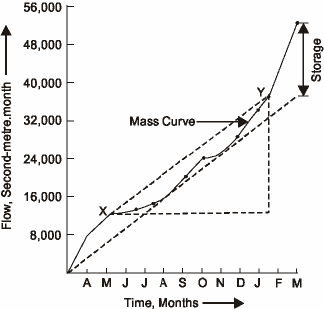 56,000
48,000
40,000
32,000
24,000
16,000
8,000
Flow, Second-metre.month
X
Y
Mass Curve
Storage
A M J J A S O N D J F M
Time, Months